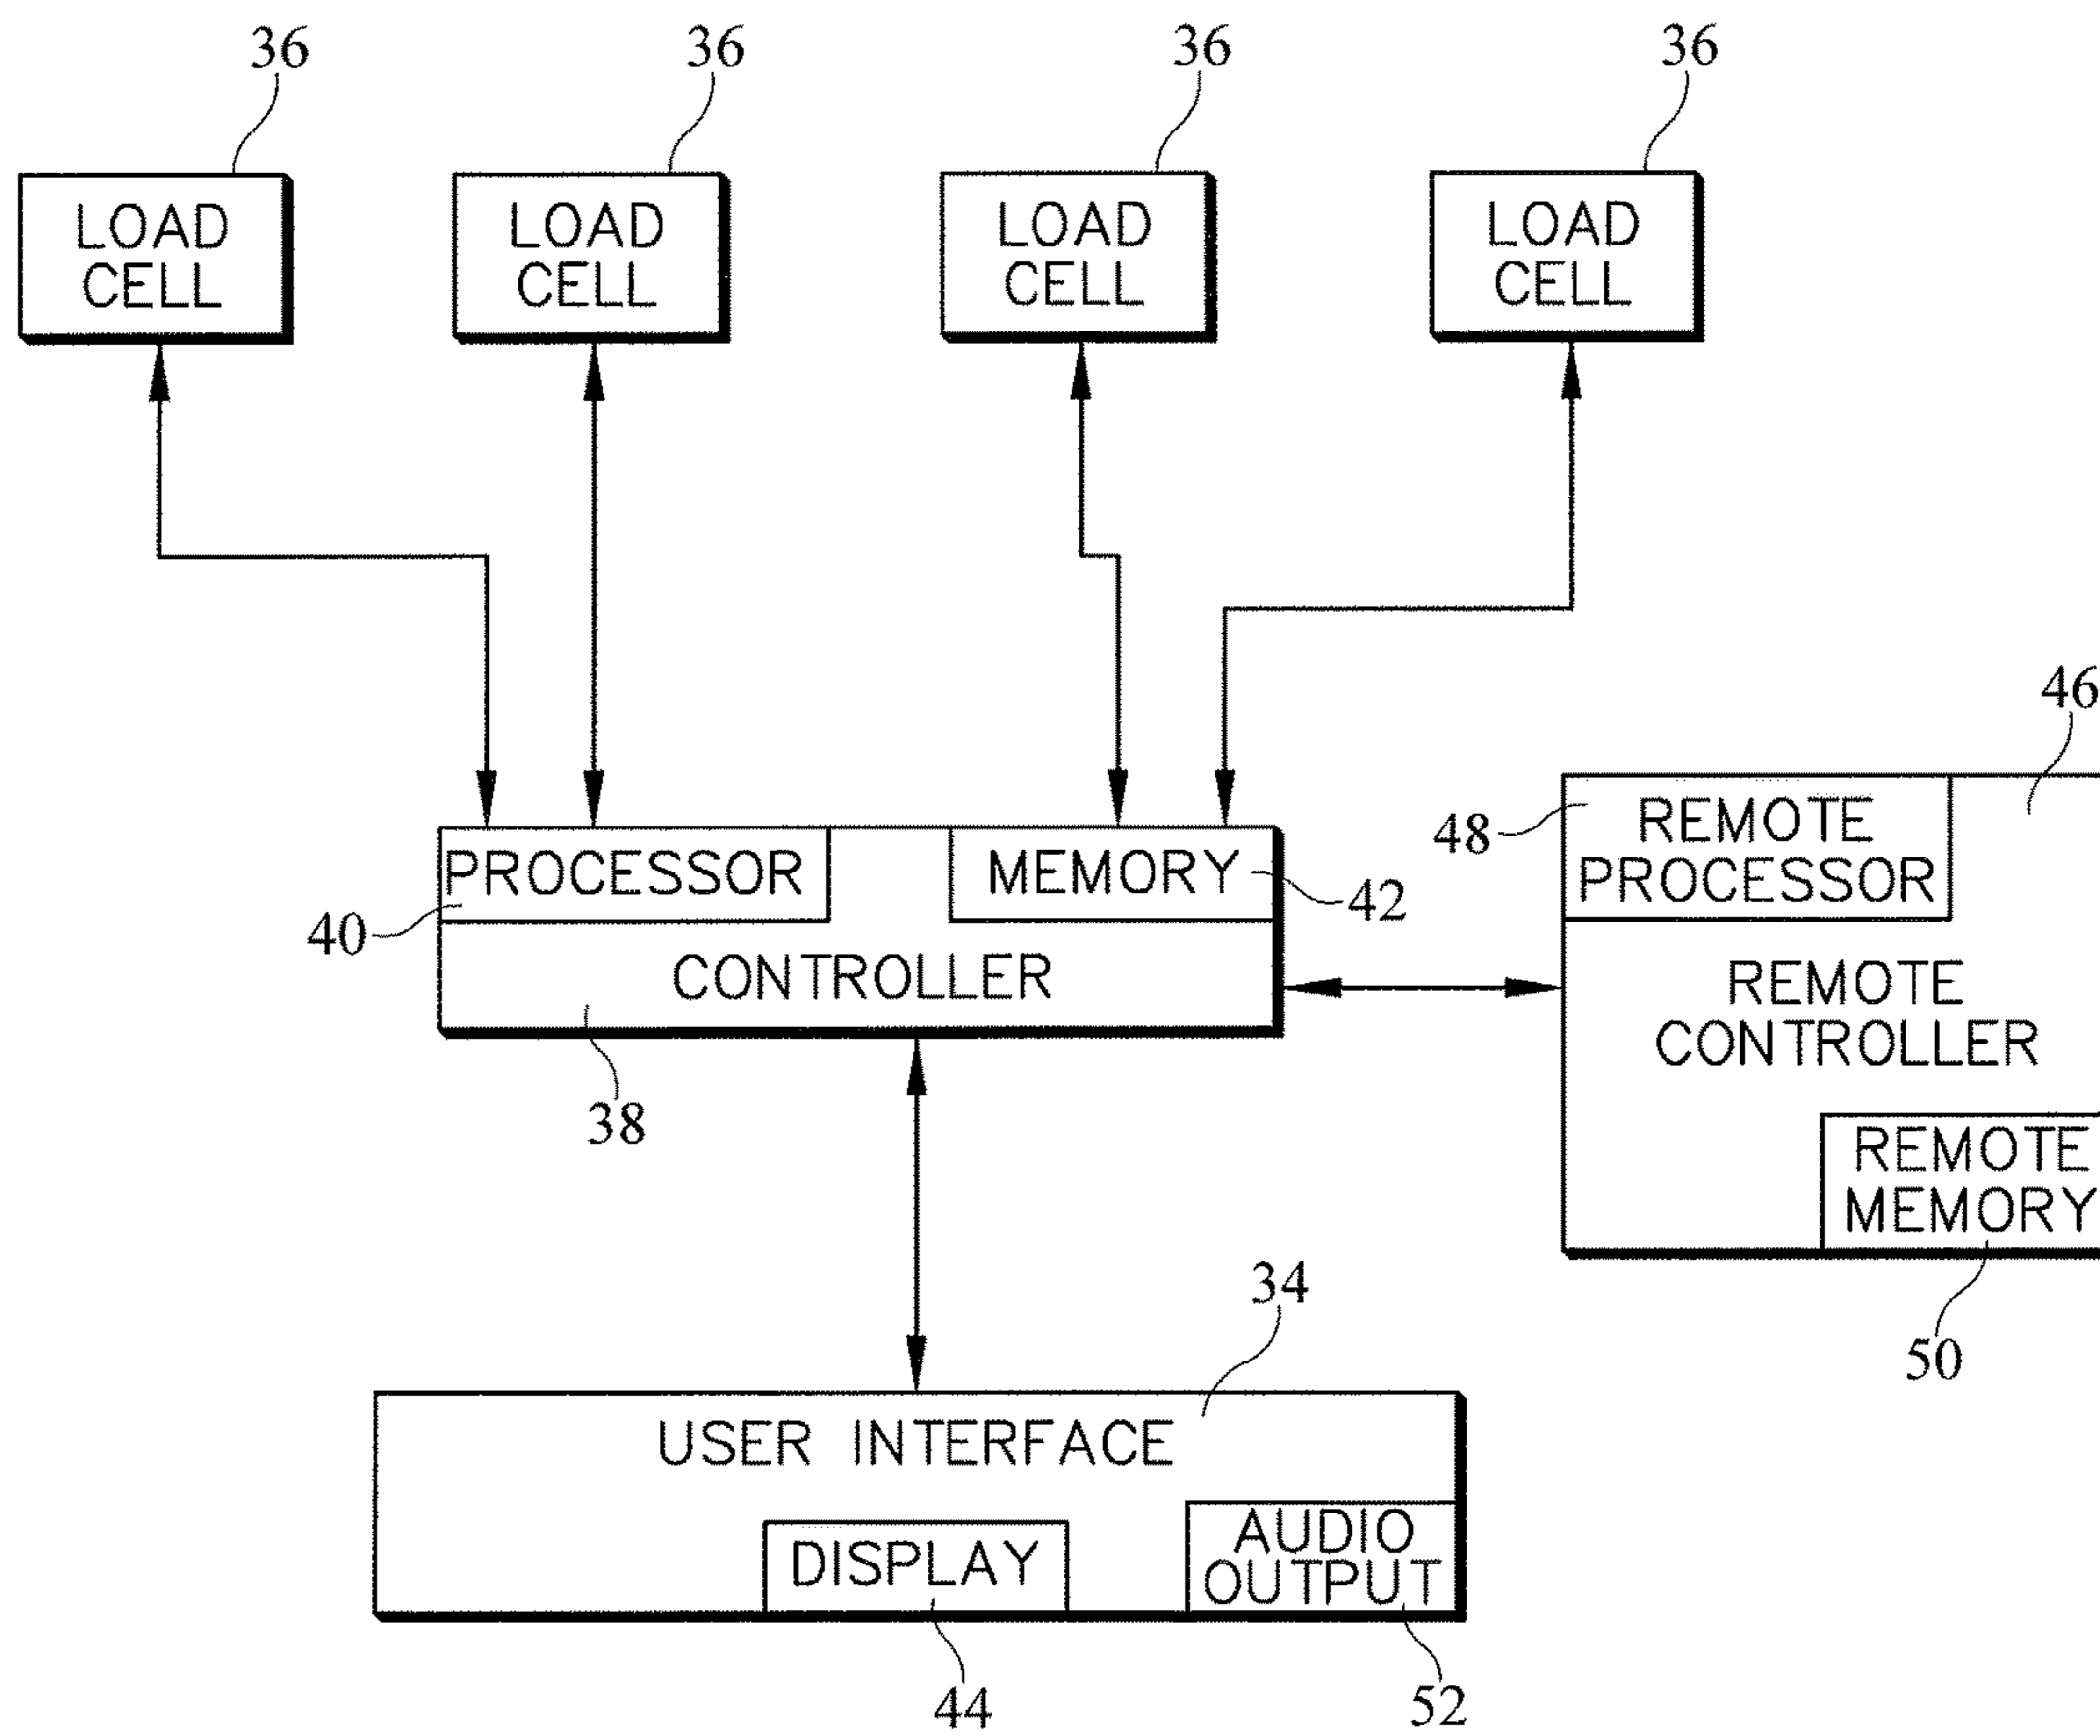 36 36 36 36
LOAD CELL
LOAD CELL
LOAD CELL
LOAD CELL
46
48
REMOTE
PROCESSOR
PROCESSOR
MEMORY
42
40
CONTROLLER
38
REMOTE
CONTROLLER
REMOTE
MEMORY
50
34
USER INTERFACE
DISPLAY
AUDIO
OUTPUT
44
52